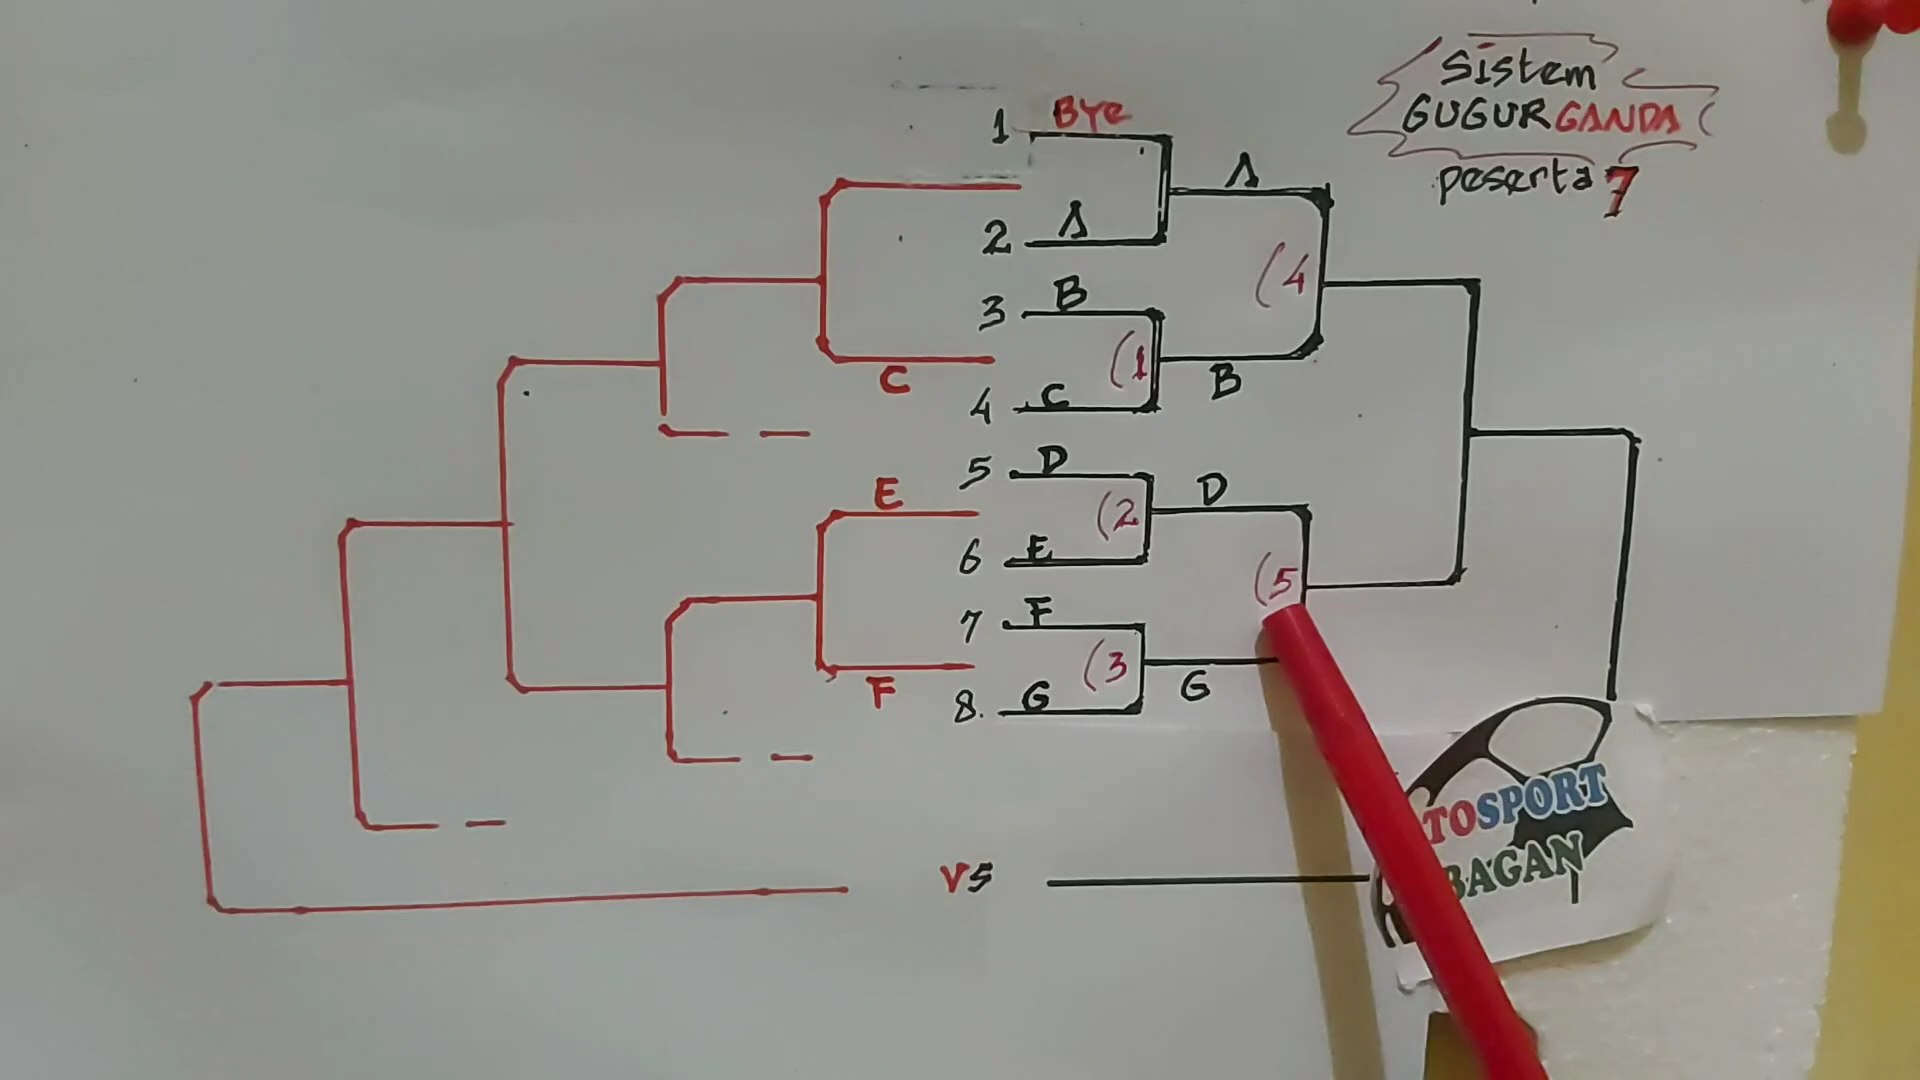 Sistem
GUGUR GANDA
peserta 7
1 Bye
A
2 A
3 B
(4
(1
C
B
4 C
5 D
E
D
(2
6 E
(5
7 F
(3
F
G
8. G
VS
TOSPORT
BAGAN